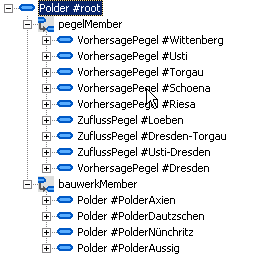 Polder #root
pegelMember
VorhersagePegel #Wittenberg
VorhersagePegel #Usti
VorhersagePegel #Torgau
VorhersagePegel #Schoena
VorhersagePegel #Riesa
ZuflussPegel #Loeben
ZuflussPegel #Dresden-Torgau
ZuflussPegel #Usti-Dresden
VorhersagePegel #Dresden
bauwerkMember
Polder #PolderAxien
Polder #PolderDautzschen
Polder #PolderNünchritz
Polder #PolderAussig